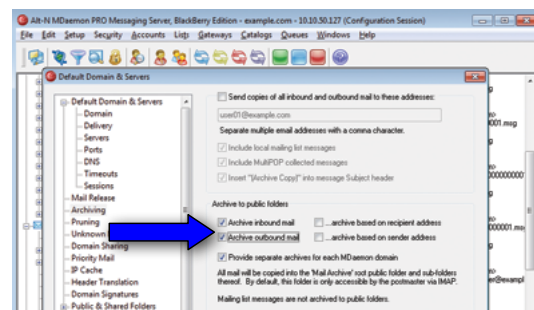 Alt-N MDaemon PRO Messaging Server, BlackBerry Edition - example.com - 10.10.50.127 (Configuration Session)
File Edit Setup Security Accounts Lists Gateways Catalogs Queues Windows Help
Default Domain & Servers
Default Domain & Servers
Domain
Delivery
Servers
Ports
DNS
Timeouts
Sessions
Mail Release
Archiving
Pruning
Unknown
Domain Sharing
Priority Mail
IP Cache
Header Translation
Domain Signatures
Public & Shared Folders
Send copies of all inbound and outbound mail to these addresses:
user01@example.com
Separate multiple email addresses with a comma character.
Include local mailing list messages
Include MultiPOP collected messages
Insert "(Archive Copy)" into message Subject header
Archive to public folders
Archive inbound mail ...archive based on recipient address
Archive outbound mail ...archive based on sender address
Provide separate archives for each MDaemon domain
All mail will be copied into the 'Mail Archive' root public folder and sub-folders
thereof. By default, this folder is only accessible by the postmaster via IMAP.
Mailing list messages are not archived to public folders.
001.msg
000000000
0001.ms
er@exampl